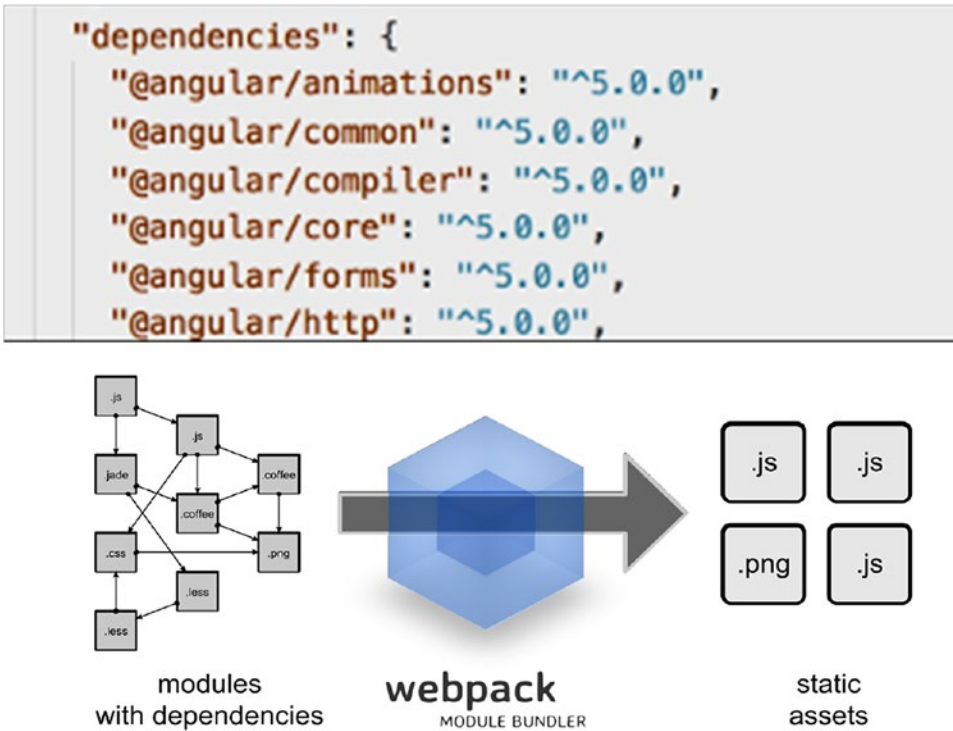 "dependencies": {
"@angular/animations": "^5.0.0",
"@angular/common": "^5.0.0",
"@angular/compiler": "^5.0.0",
"@angular/core": "^5.0.0",
"@angular/forms": "^5.0.0",
"@angular/http": "^5.0.0",
.js
.js
jade
.coffee
.coffee
.css
.png
.less
.less
.js
.js
.png
.js
modules
with dependencies
webpack
MODULE BUNDLER
static
assets